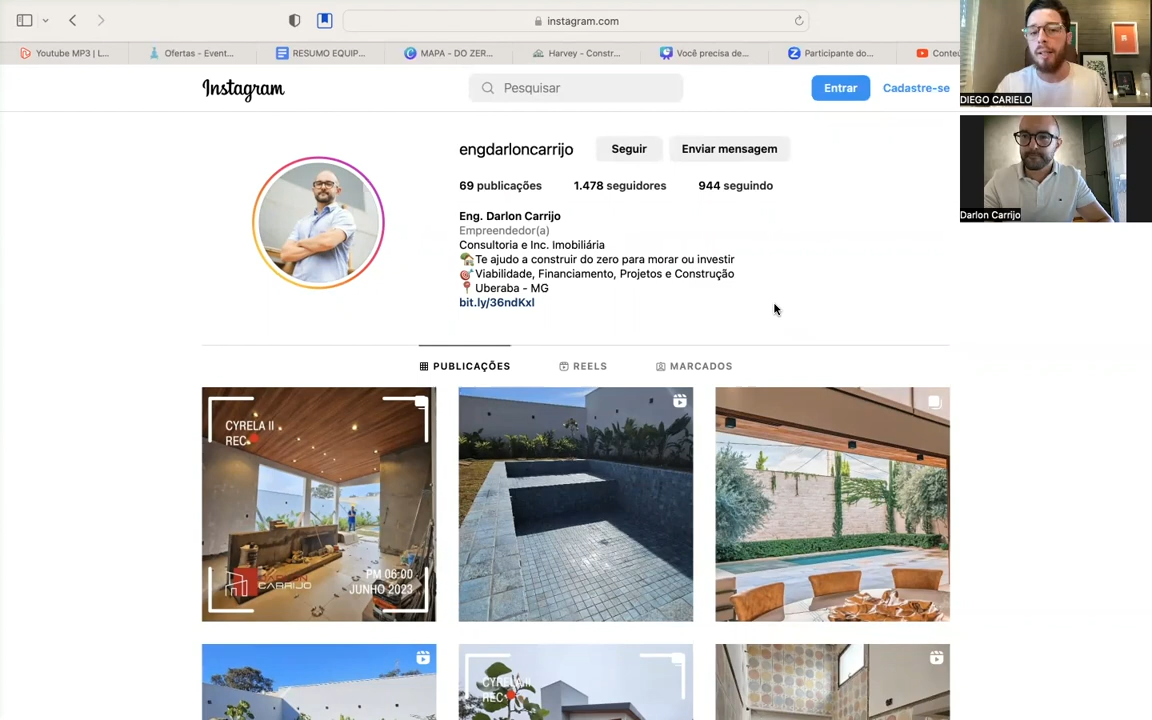 instagram.com
Youtube MP3 | L...
Ofertas - Event...
RESUMO EQUIP...
MAPA - DO ZER...
Harvey - Constr...
Você precisa de...
Participante do...
Conteú
Instagram
Pesquisar
Entrar
Cadastre-se
DIEGO CARIELO
Darlon Carrijo
engdarloncarrijo
Seguir
Enviar mensagem
69 publicações
1.478 seguidores
944 seguindo
Eng. Darlon Carrijo
Empreendedor(a)
Consultoria e Inc. Imobiliária
🏡Te ajudo a construir do zero para morar ou investir
🎯Viabilidade, Financiamento, Projetos e Construção
📍Uberaba - MG
bit.ly/36ndKxl
PUBLICAÇÕES
REELS
MARCADOS
CYRELA II
REC
CARRIJO
PM 06:00
JUNHO 2023
CYRELA II
REC